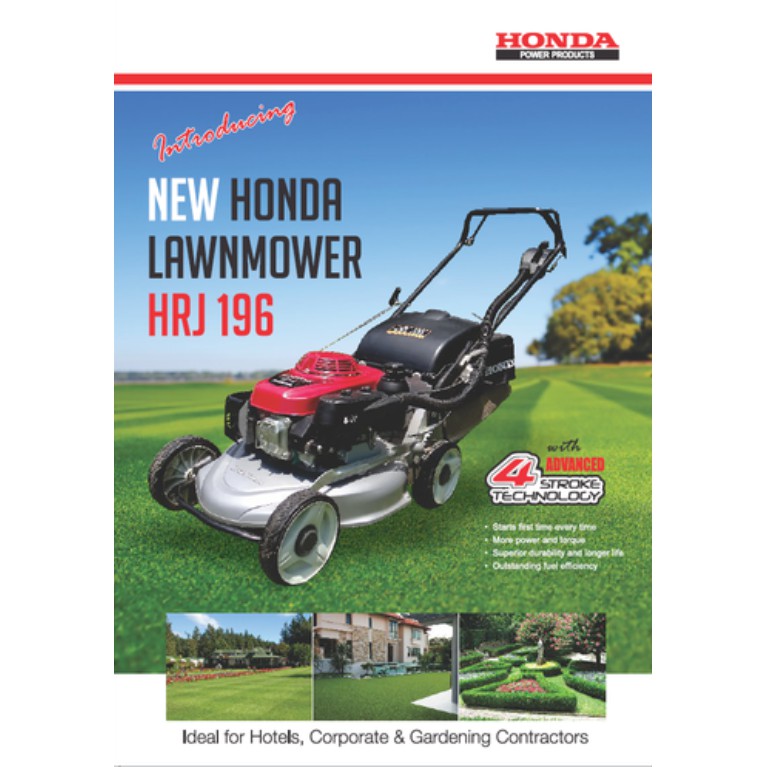 HONDA
POWER PRODUCTS
Introducing
NEW HONDA
LAWNMOWER
HRJ 196
HONDA
with
ADVANCED
4 STROKE
TECHNOLOGY
• Starts first time every time
• More power and torque
• Superior durability and longer life
• Outstanding fuel efficiency
Ideal for Hotels, Corporate & Gardening Contractors